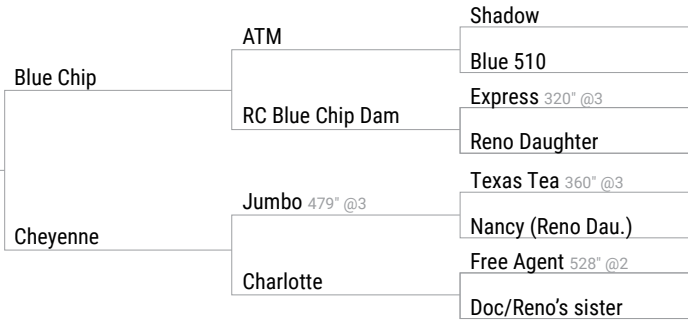 Shadow
ATM
Blue 510
Blue Chip
Express 320" @3
RC Blue Chip Dam
Reno Daughter
Texas Tea 360" @3
Jumbo 479" @3
Nancy (Reno Dau.)
Cheyenne
Free Agent 528" @2
Charlotte
Doc/Reno's sister